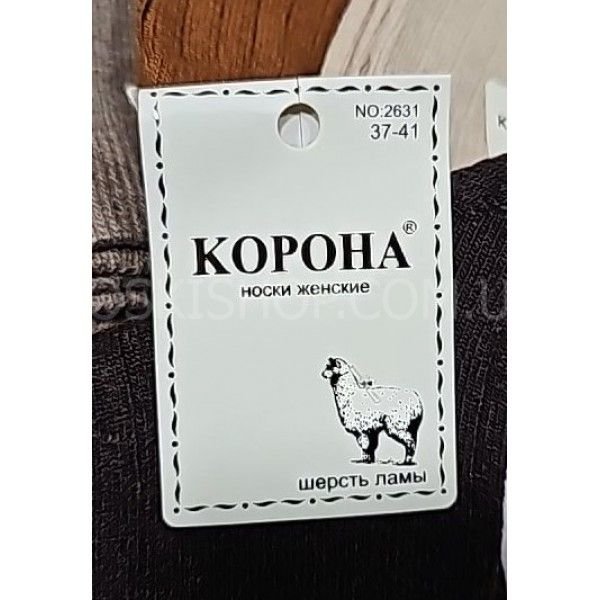 NO:2631
37-41
КОРОНА®
носки женские
шерсть ламы